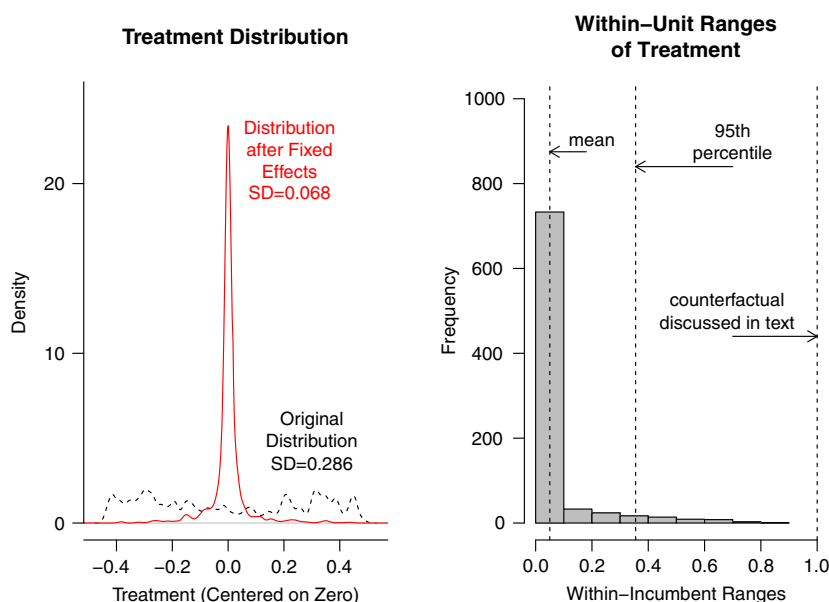 Treatment Distribution
Density
20
10
0
Distribution
after Fixed
Effects
SD=0.068
Original
Distribution
SD=0.286
−0.4
−0.2
0.0
0.2
0.4
Treatment (Centered on Zero)
Within−Unit Ranges
of Treatment
Frequency
1000
800
600
400
200
0
mean
95th
percentile
counterfactual
discussed in text
0.0
0.2
0.4
0.6
0.8
1.0
Within−Incumbent Ranges